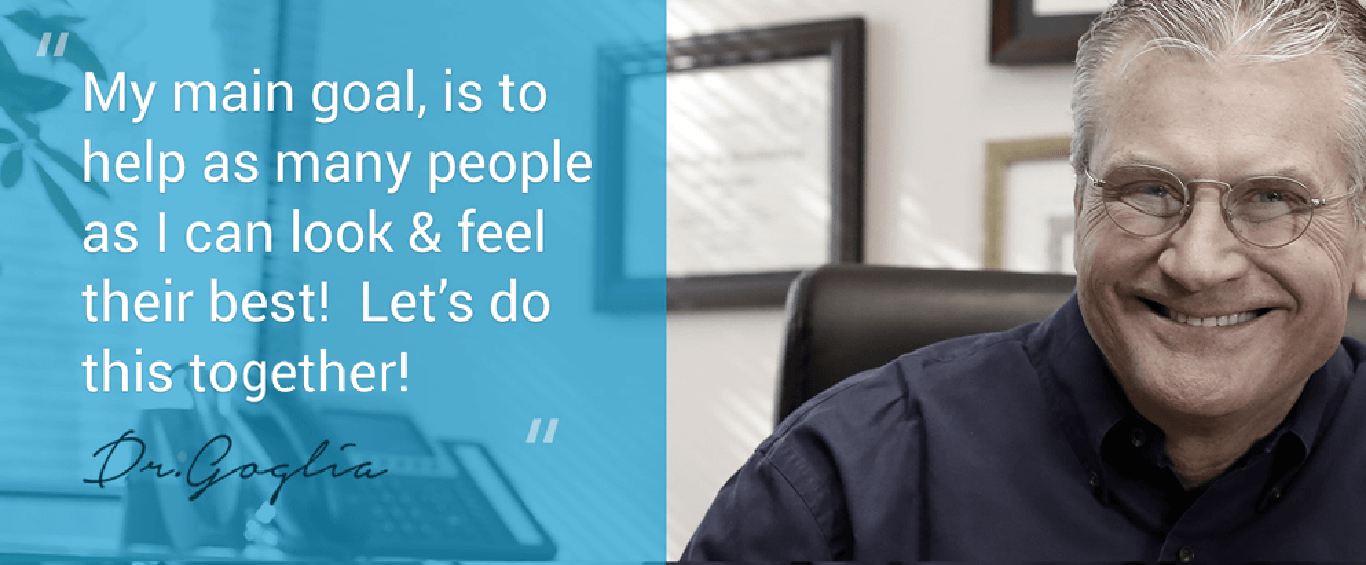 "
My main goal, is to
help as many people
as I can look & feel
their best!  Let’s do
this together!
"
Dr.Goglia